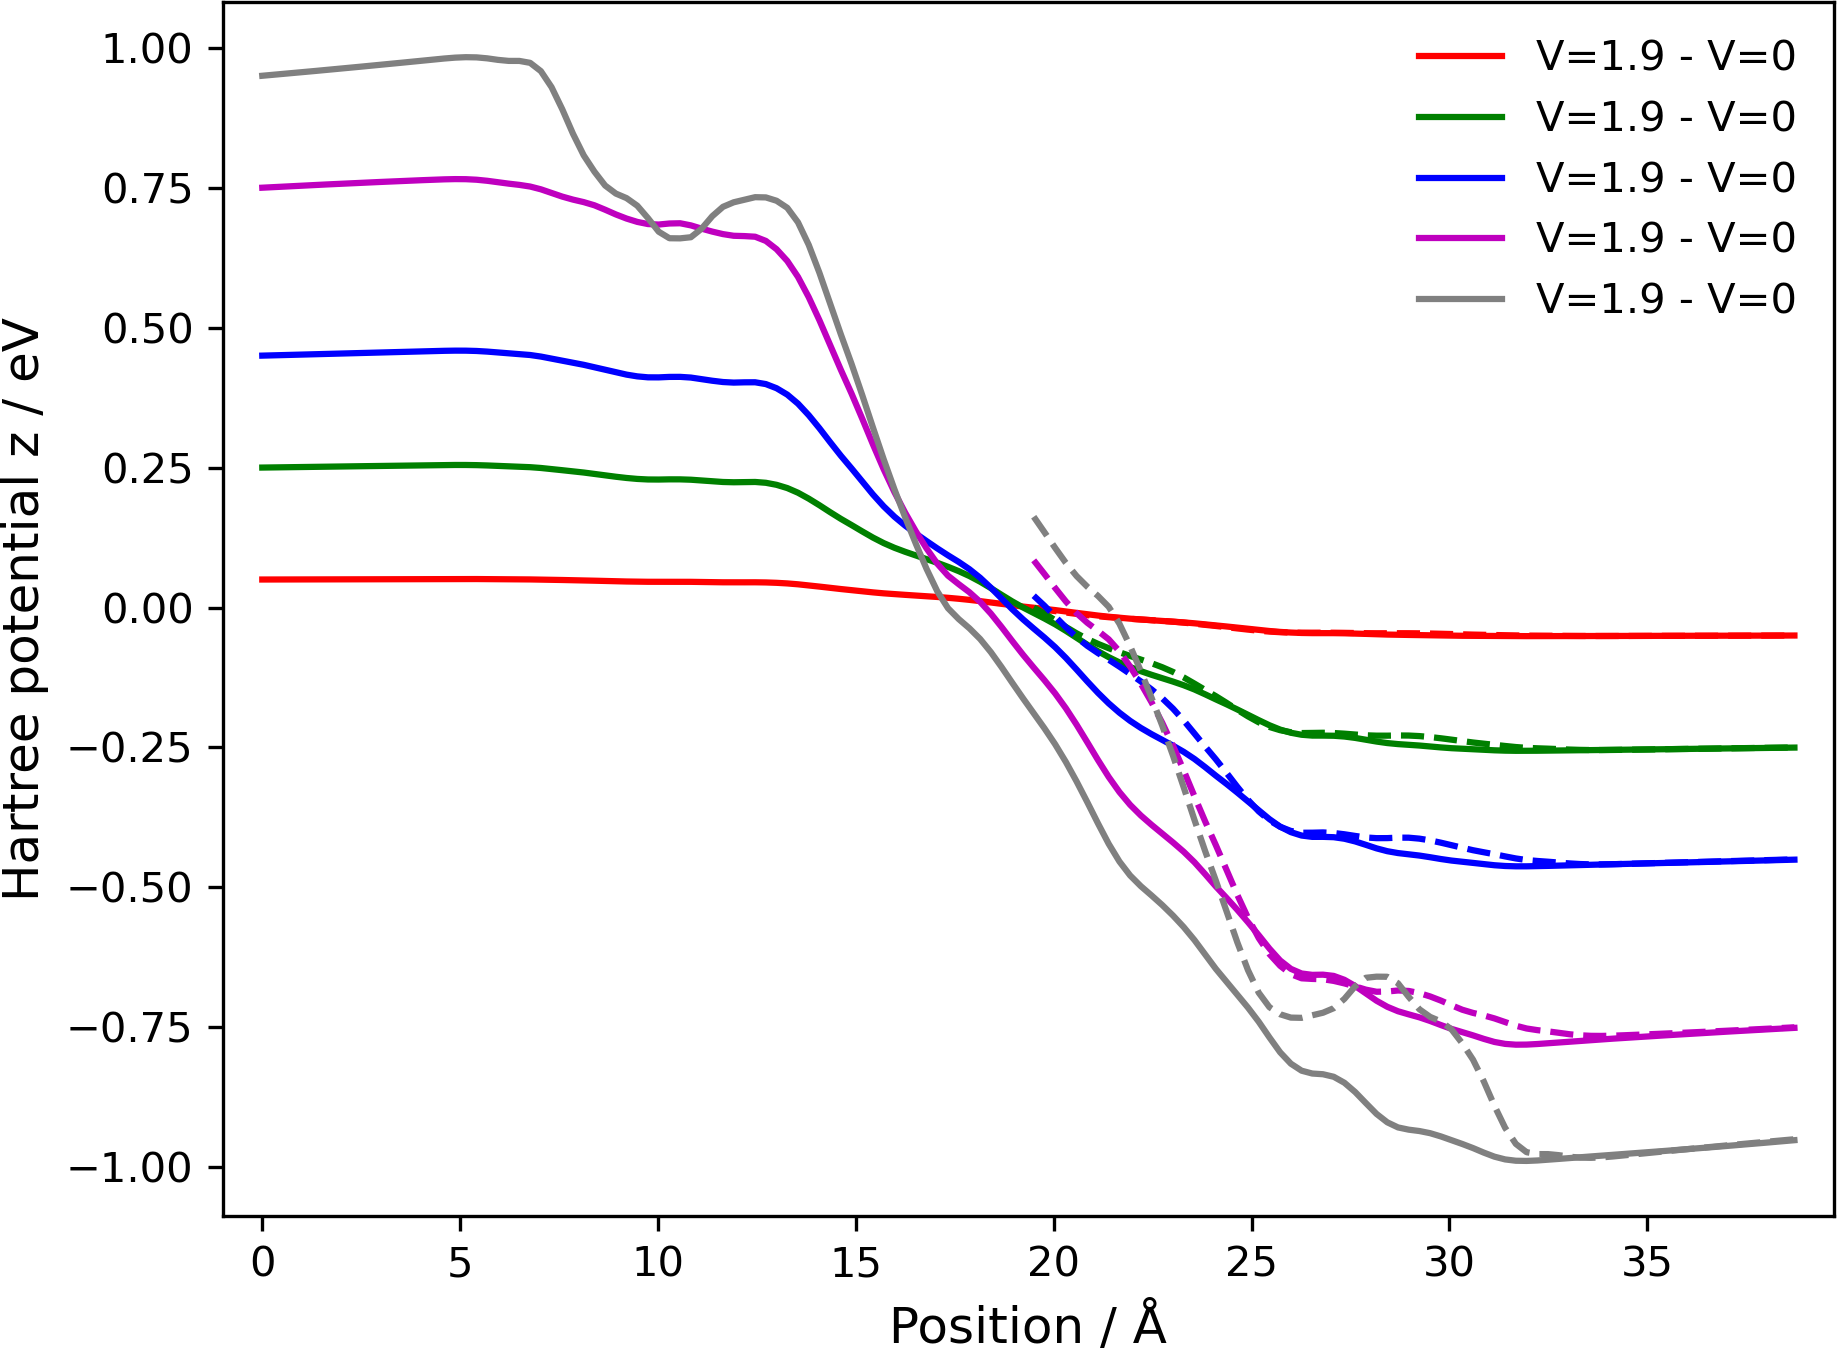 Hartree potential z / eV
1.00
0.75
0.50
0.25
0.00
−0.25
−0.50
−0.75
−1.00
V=1.9 - V=0
V=1.9 - V=0
V=1.9 - V=0
V=1.9 - V=0
V=1.9 - V=0
0 5 10 15 20 25 30 35
Position / Å